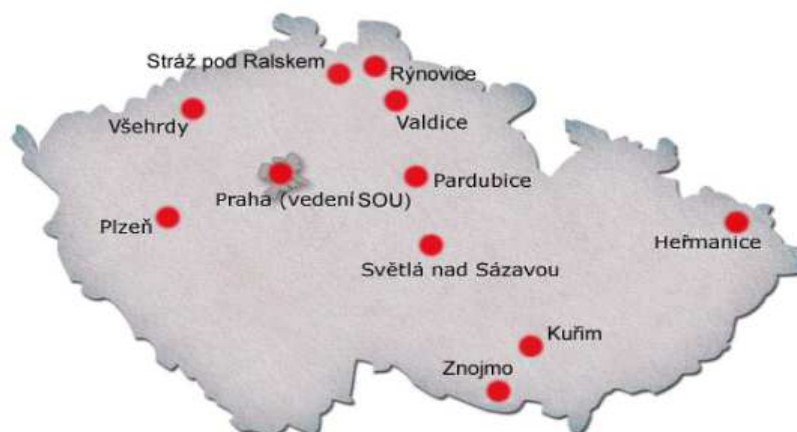 Stráž pod Ralskem
Rýnovice
Všehrdy
Valdice
Praha (vedení SOU)
Pardubice
Plzeň
Heřmanice
Světlá nad Sázavou
Kuřim
Znojmo